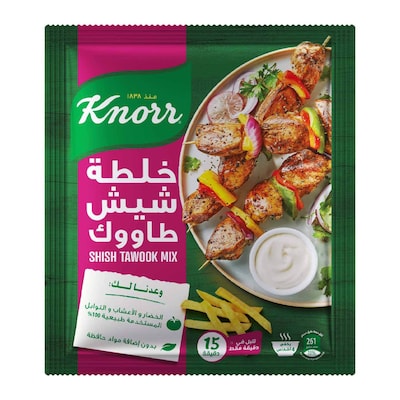 منذ ١٨٣٨
Knorr
خلطة
شيش
طاووك
SHISH TAWOOK MIX
وعدنا لك:
الخضار و الأعشاب و التوابل
المستخدمة طبيعية ١٠٠%
بدون إضافة مواد حافظة
15
دقيقة
261